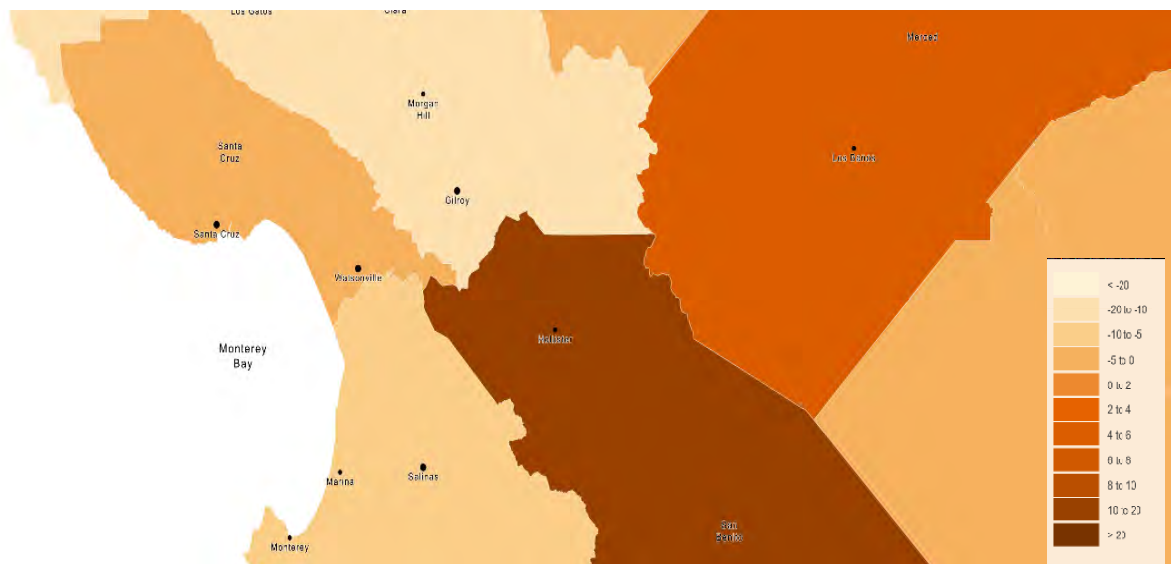 Los Gatos
Clara
Merced
Morgan
Hill
Los Banos
Santa
Cruz
Gilroy
Santa Cruz
Watsonville
Hollister
Monterey
Bay
Marina
Salinas
San
Benito
Monterey
< -20
-20 to -10
-10 to -5
-5 to 0
0 to 2
2 to 4
4 to 6
6 to 8
8 to 10
10 to 20
> 20